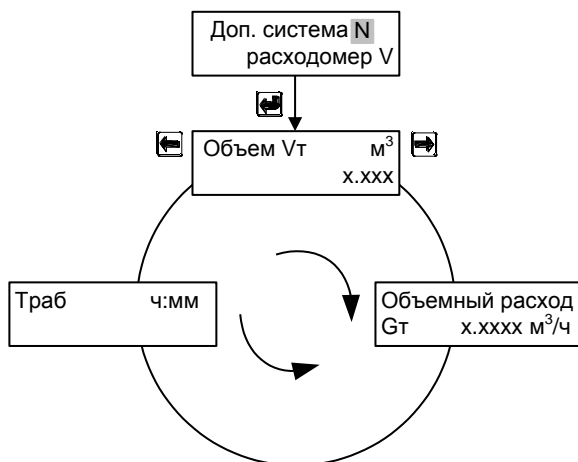 Доп. система N
расходомер V
Объем Vт м³
x.xxx
Траб ч:мм
Объемный расход
Gт x.xxxx м³/ч